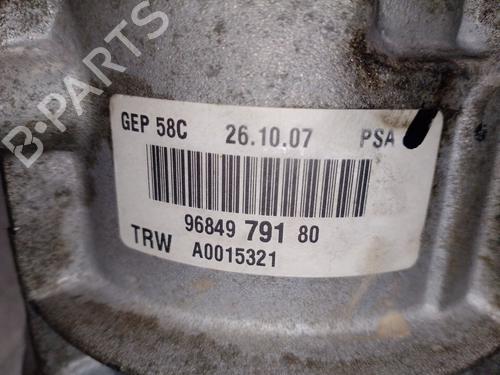 B-PARTS
GEP 58C 26.10.07 PSA
96849 791 80
TRW A0015321